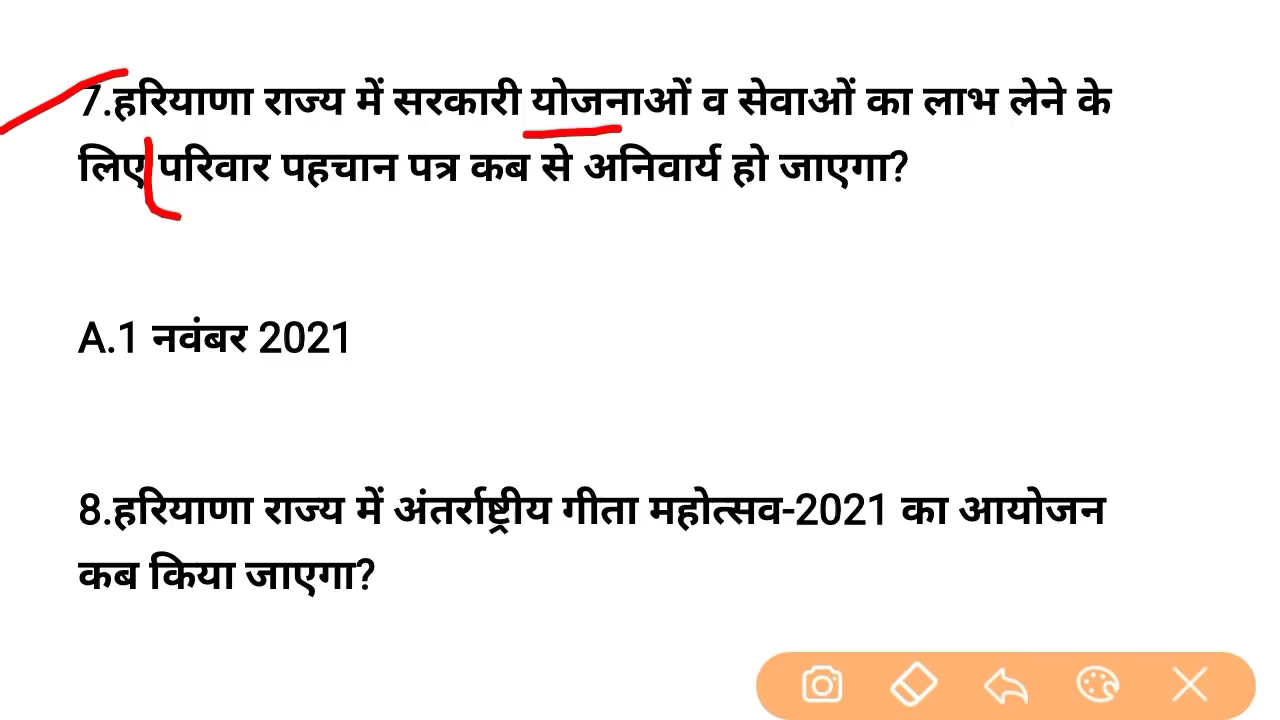 7.हरियाणा राज्य में सरकारी योजनाओं व सेवाओं का लाभ लेने के
लिए परिवार पहचान पत्र कब से अनिवार्य हो जाएगा?
A.1 नवंबर 2021
8.हरियाणा राज्य में अंतर्राष्ट्रीय गीता महोत्सव-2021 का आयोजन
कब किया जाएगा?